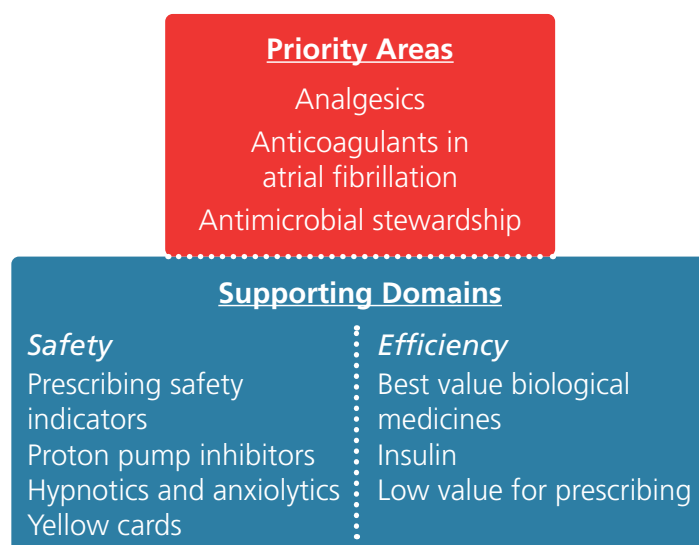 Priority Areas
Analgesics
Anticoagulants in
atrial fibrillation
Antimicrobial stewardship
Supporting Domains
Safety
Prescribing safety
indicators
Proton pump inhibitors
Hypnotics and anxiolytics
Yellow cards
Efficiency
Best value biological
medicines
Insulin
Low value for prescribing